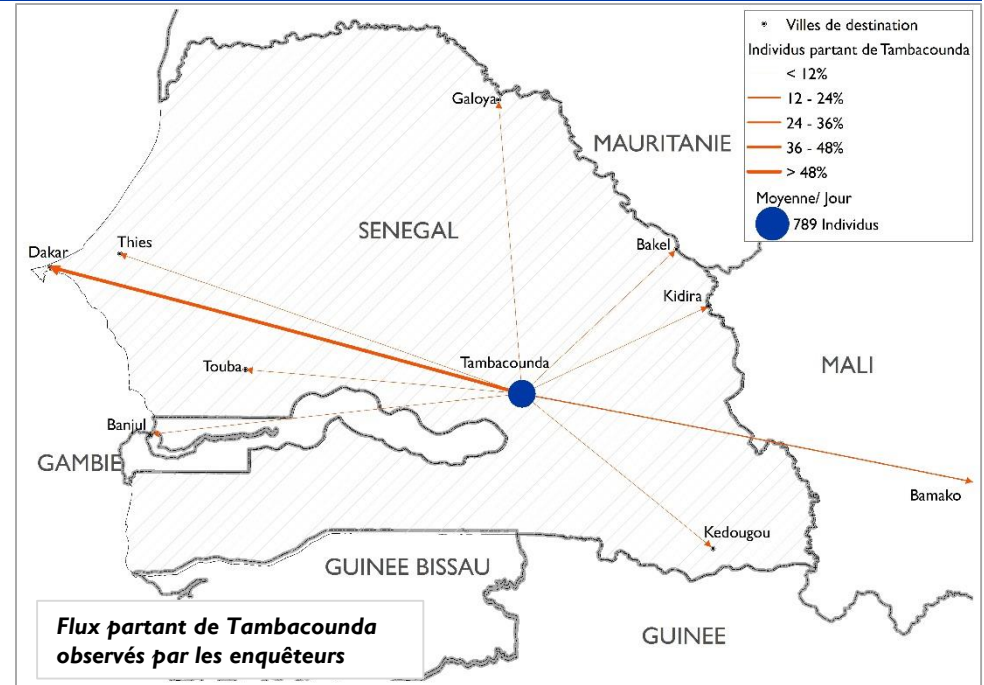 Villes de destination
Individus partant de Tambacounda
< 12%
12 - 24%
24 - 36%
36 - 48%
> 48%
Moyenne/ Jour
789 Individus
Galoya
MAURITANIE
SENEGAL
Dakar
Thies
Bakel
Kidira
Touba
Tambacounda
MALI
Banjul
GAMBIE
Bamako
Kedougou
GUINEE BISSAU
GUINEE
Flux partant de Tambacounda
observés par les enquêteurs